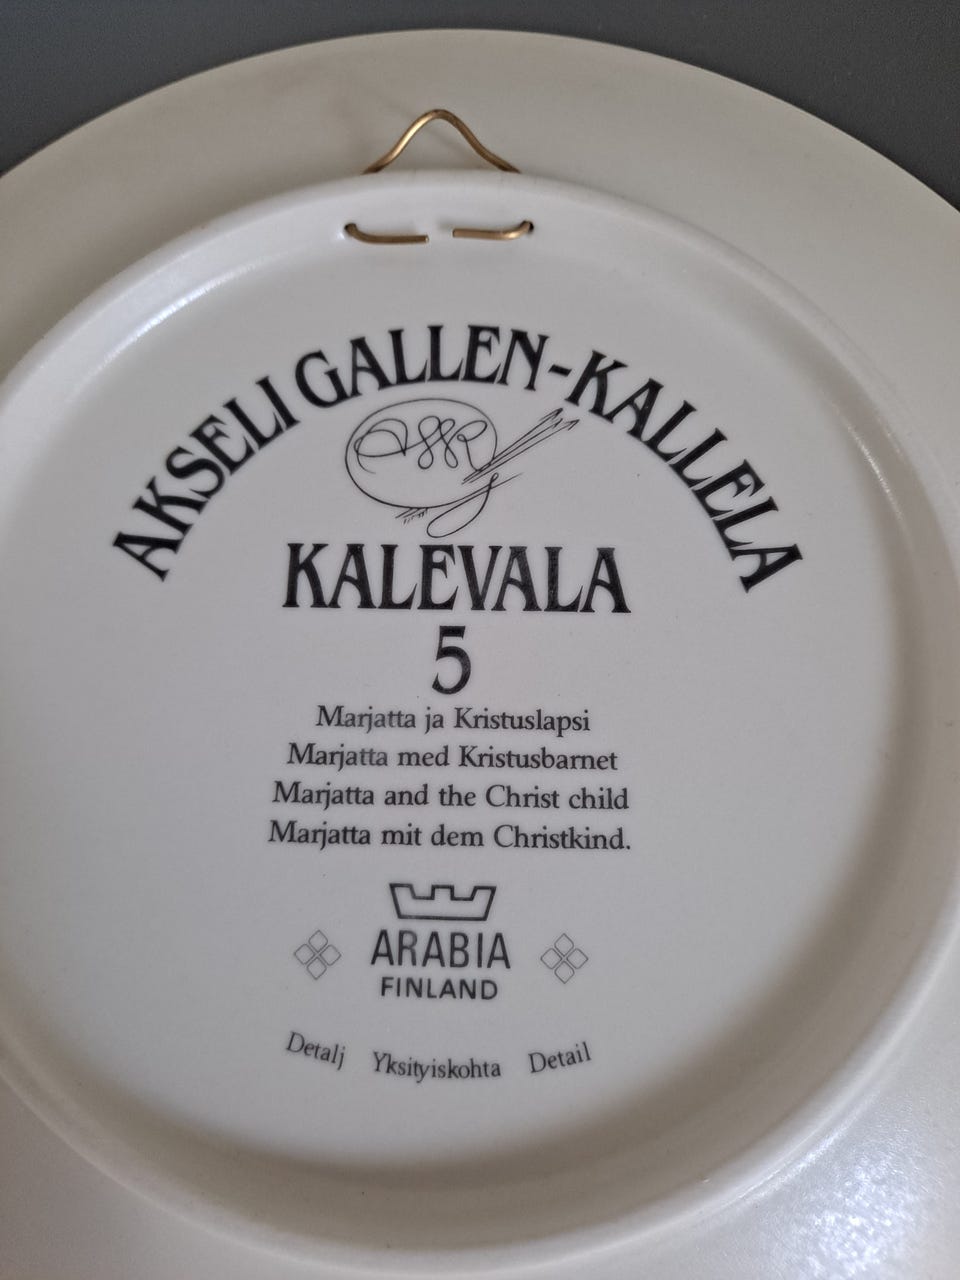 AKSELI GALLEN-KALLELA
KALEVALA
5
Marjatta ja Kristuslapsi
Marjatta med Kristusbarnet
Marjatta and the Christ child
Marjatta mit dem Christkind.
ARABIA
FINLAND
Detalj Yksityiskohta Detail